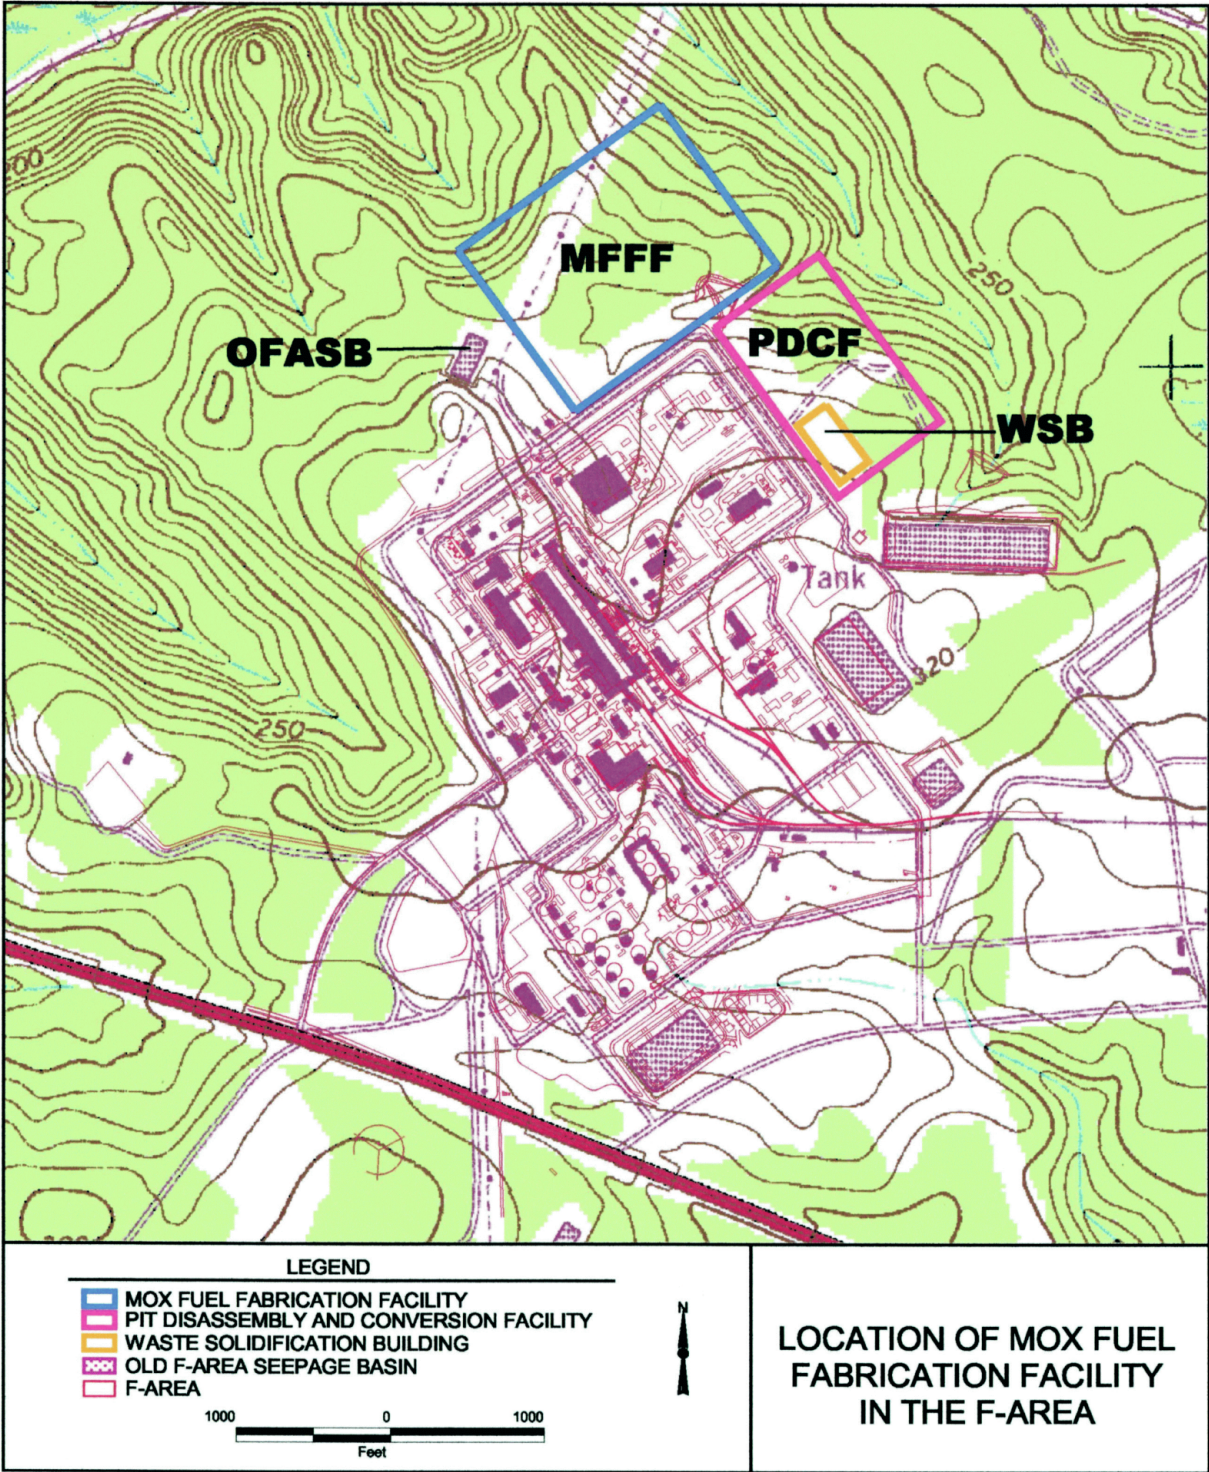 200
MFFF
250
OFASB
PDCF
WSB
Tank
320
250
LEGEND
MOX FUEL FABRICATION FACILITY
PIT DISASSEMBLY AND CONVERSION FACILITY
WASTE SOLIDIFICATION BUILDING
OLD F-AREA SEEPAGE BASIN
F-AREA
1000 0 1000
Feet
N
LOCATION OF MOX FUEL
FABRICATION FACILITY
IN THE F-AREA